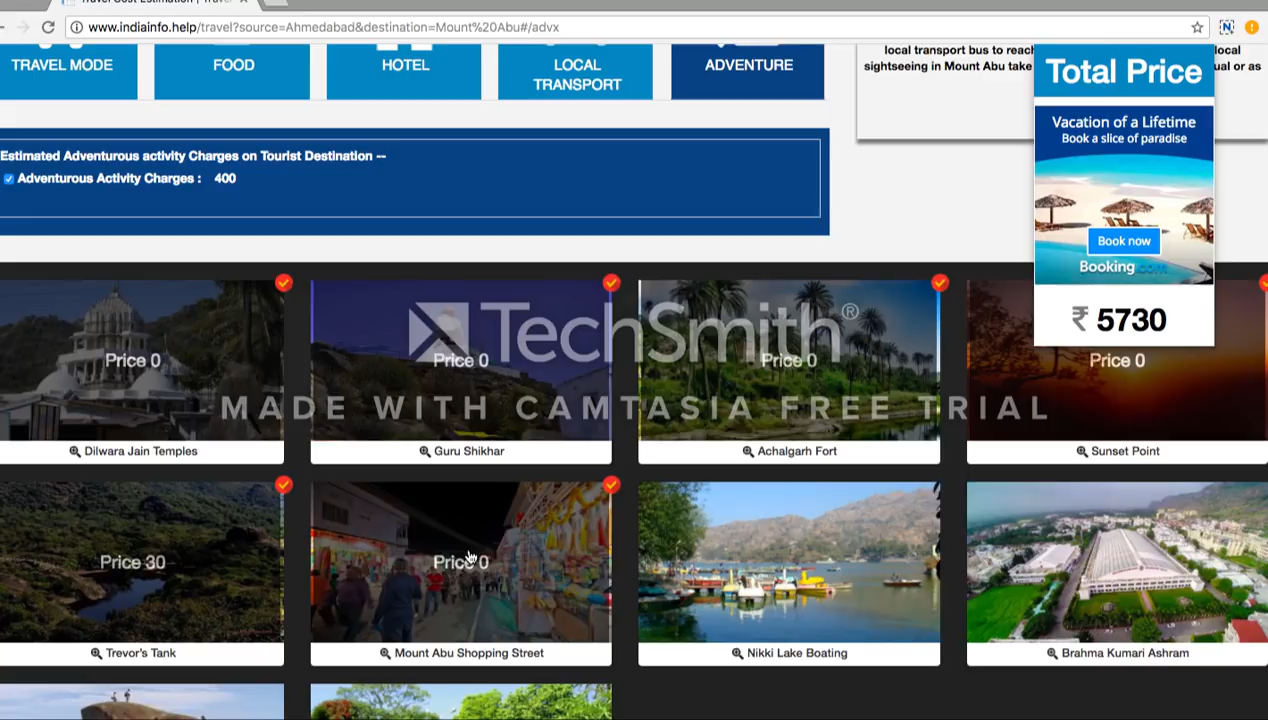 www.indiainfo.help/travel?source=Ahmedabad&destination=Mount%20Abu#/advx
TRAVEL MODE
FOOD
HOTEL
LOCAL
TRANSPORT
ADVENTURE
local transport bus to reach
local
sightseeing in Mount Abu take
ual or as
Total Price
Vacation of a Lifetime
Book a slice of paradise
Book now
Booking.com
₹ 5730
Estimated Adventurous activity Charges on Tourist Destination --
Adventurous Activity Charges : 400
TechSmith®
MADE WITH CAMTASIA FREE TRIAL
Price 0
Price 0
Price 0
Price 0
Dilwara Jain Temples
Guru Shikhar
Achalgarh Fort
Sunset Point
Price 30
Price 0
Trevor's Tank
Mount Abu Shopping Street
Nikki Lake Boating
Brahma Kumari Ashram